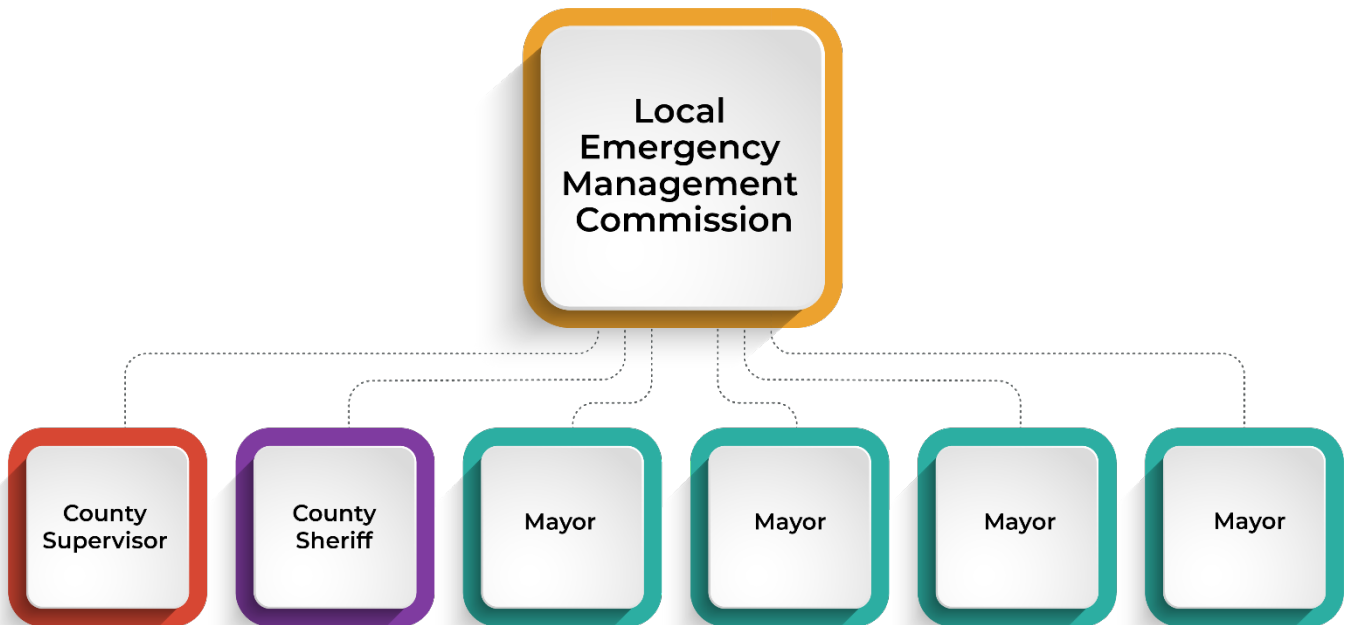 Local
Emergency
Management
Commission
County
Supervisor
County
Sheriff
Mayor
Mayor
Mayor
Mayor